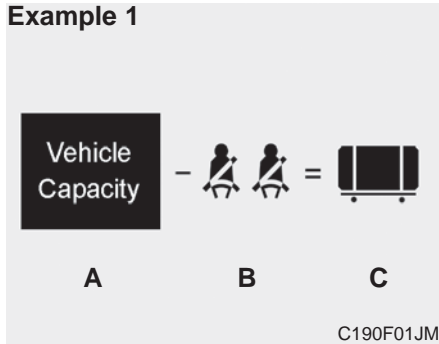 Example 1
Vehicle
Capacity
- =
A B C
C190F01JM